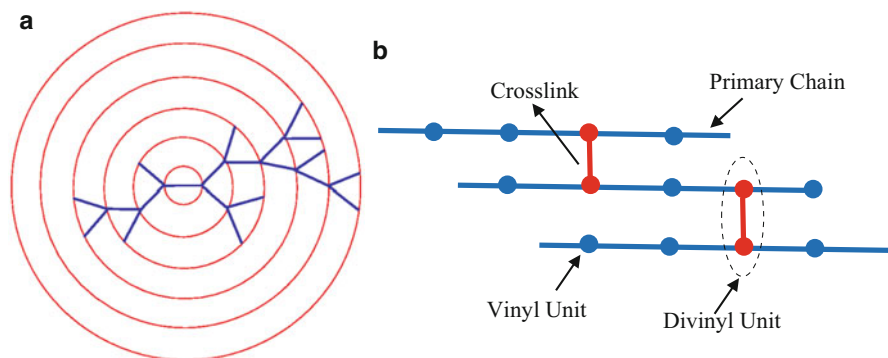 a
b
Crosslink
Primary Chain
Vinyl Unit
Divinyl Unit